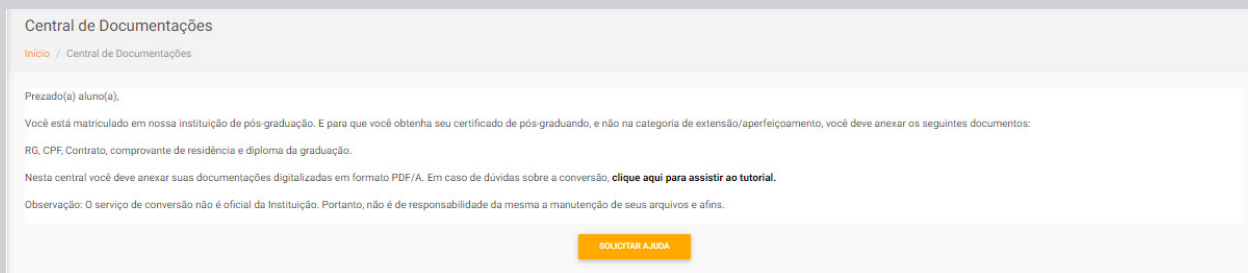 Central de Documentações
Início / Central de Documentações
Prezado(a) aluno(a),
Você está matriculado em nossa instituição de pós-graduação. E para que você obtenha seu certificado de pós-graduando, e não na categoria de extensão/aperfeiçoamento, você deve anexar os seguintes documentos:
RG, CPF, Contrato, comprovante de residência e diploma da graduação.
Nesta central você deve anexar suas documentações digitalizadas em formato PDF/A. Em caso de dúvidas sobre a conversão, clique aqui para assistir ao tutorial.
Observação: O serviço de conversão não é oficial da Instituição. Portanto, não é de responsabilidade da mesma a manutenção de seus arquivos e afins.
SOLICITAR AJUDA